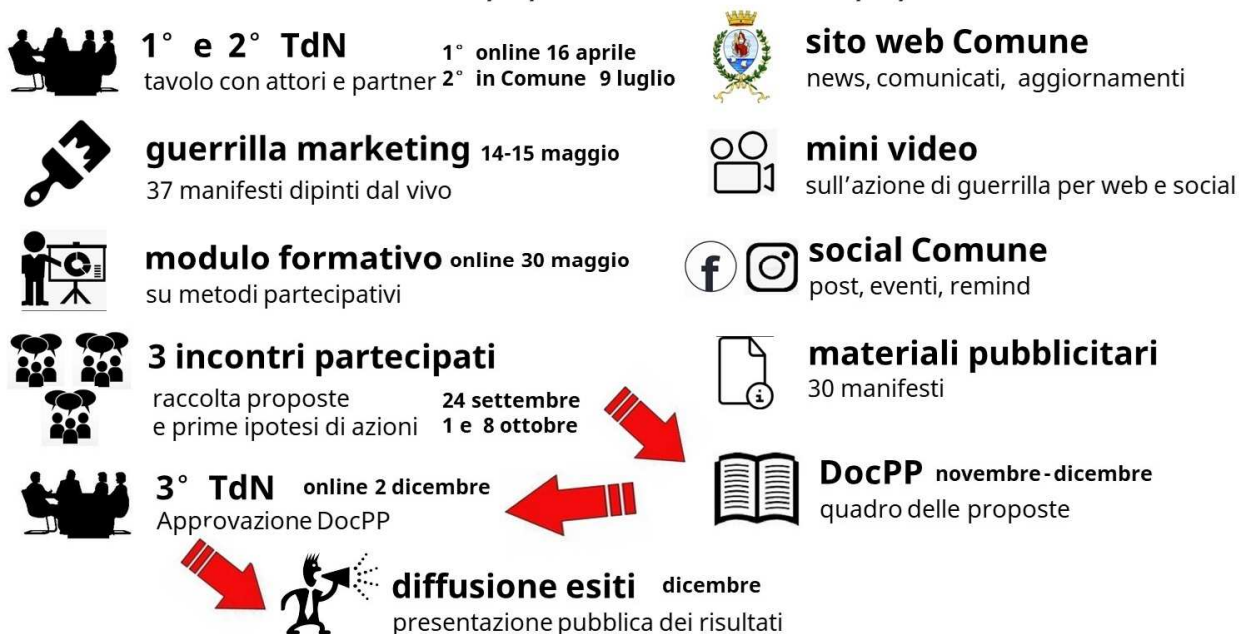 1° e 2° TdN
tavolo con attori e partner
1° online 16 aprile
2° in Comune 9 luglio
guerrilla marketing 14-15 maggio
37 manifesti dipinti dal vivo
modulo formativo online 30 maggio
su metodi partecipativi
3 incontri partecipati
raccolta proposte
e prime ipotesi di azioni
24 settembre
1 e 8 ottobre
3° TdN online 2 dicembre
Approvazione DocPP
sito web Comune
news, comunicati, aggiornamenti
mini video
sull'azione di guerrilla per web e social
social Comune
post, eventi, remind
materiali pubblicitari
30 manifesti
DocPP novembre-dicembre
quadro delle proposte
diffusione esiti dicembre
presentazione pubblica dei risultati